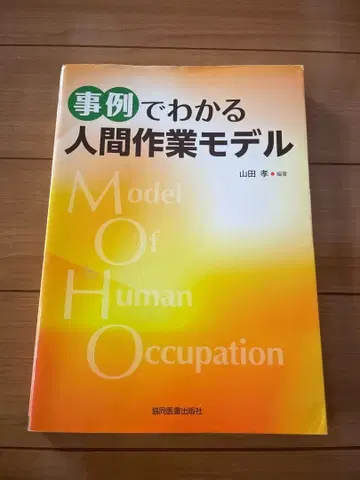 事例でわかる
人間作業モデル
山田 孝●編著
Model
Of
Human
Occupation
協同医書出版社